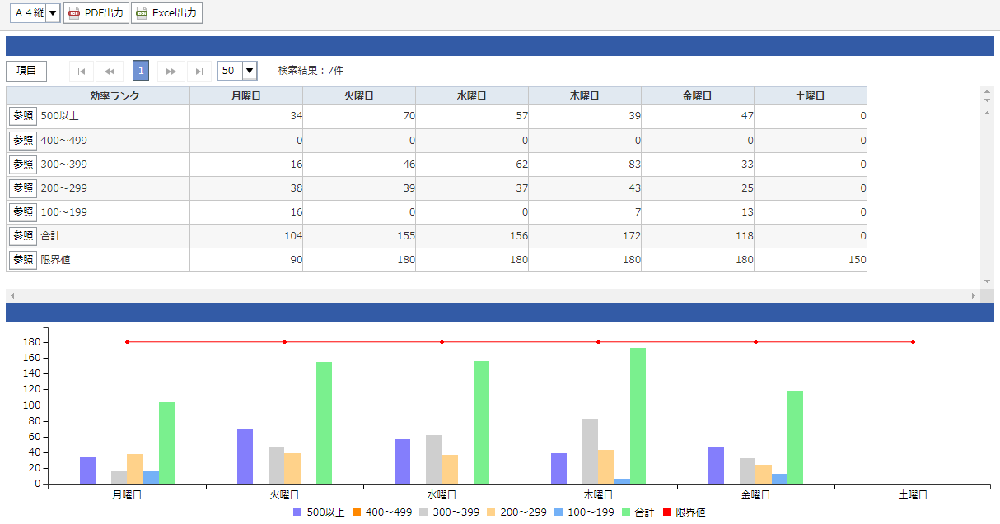 Ａ４縦 PDF出力 Excel出力
項目 1 50 検索結果：7件
効率ランク 月曜日 火曜日 水曜日 木曜日 金曜日 土曜日
参照 500以上 34 70 57 39 47 0
参照 400～499 0 0 0 0 0 0
参照 300～399 16 46 62 83 33 0
参照 200～299 38 39 37 43 25 0
参照 100～199 16 0 0 7 13 0
参照 合計 104 155 156 172 118 0
参照 限界値 90 180 180 180 180 150
180
160
140
120
100
80
60
40
20
0
月曜日 火曜日 水曜日 木曜日 金曜日 土曜日
500以上 400～499 300～399 200～299 100～199 合計 限界値